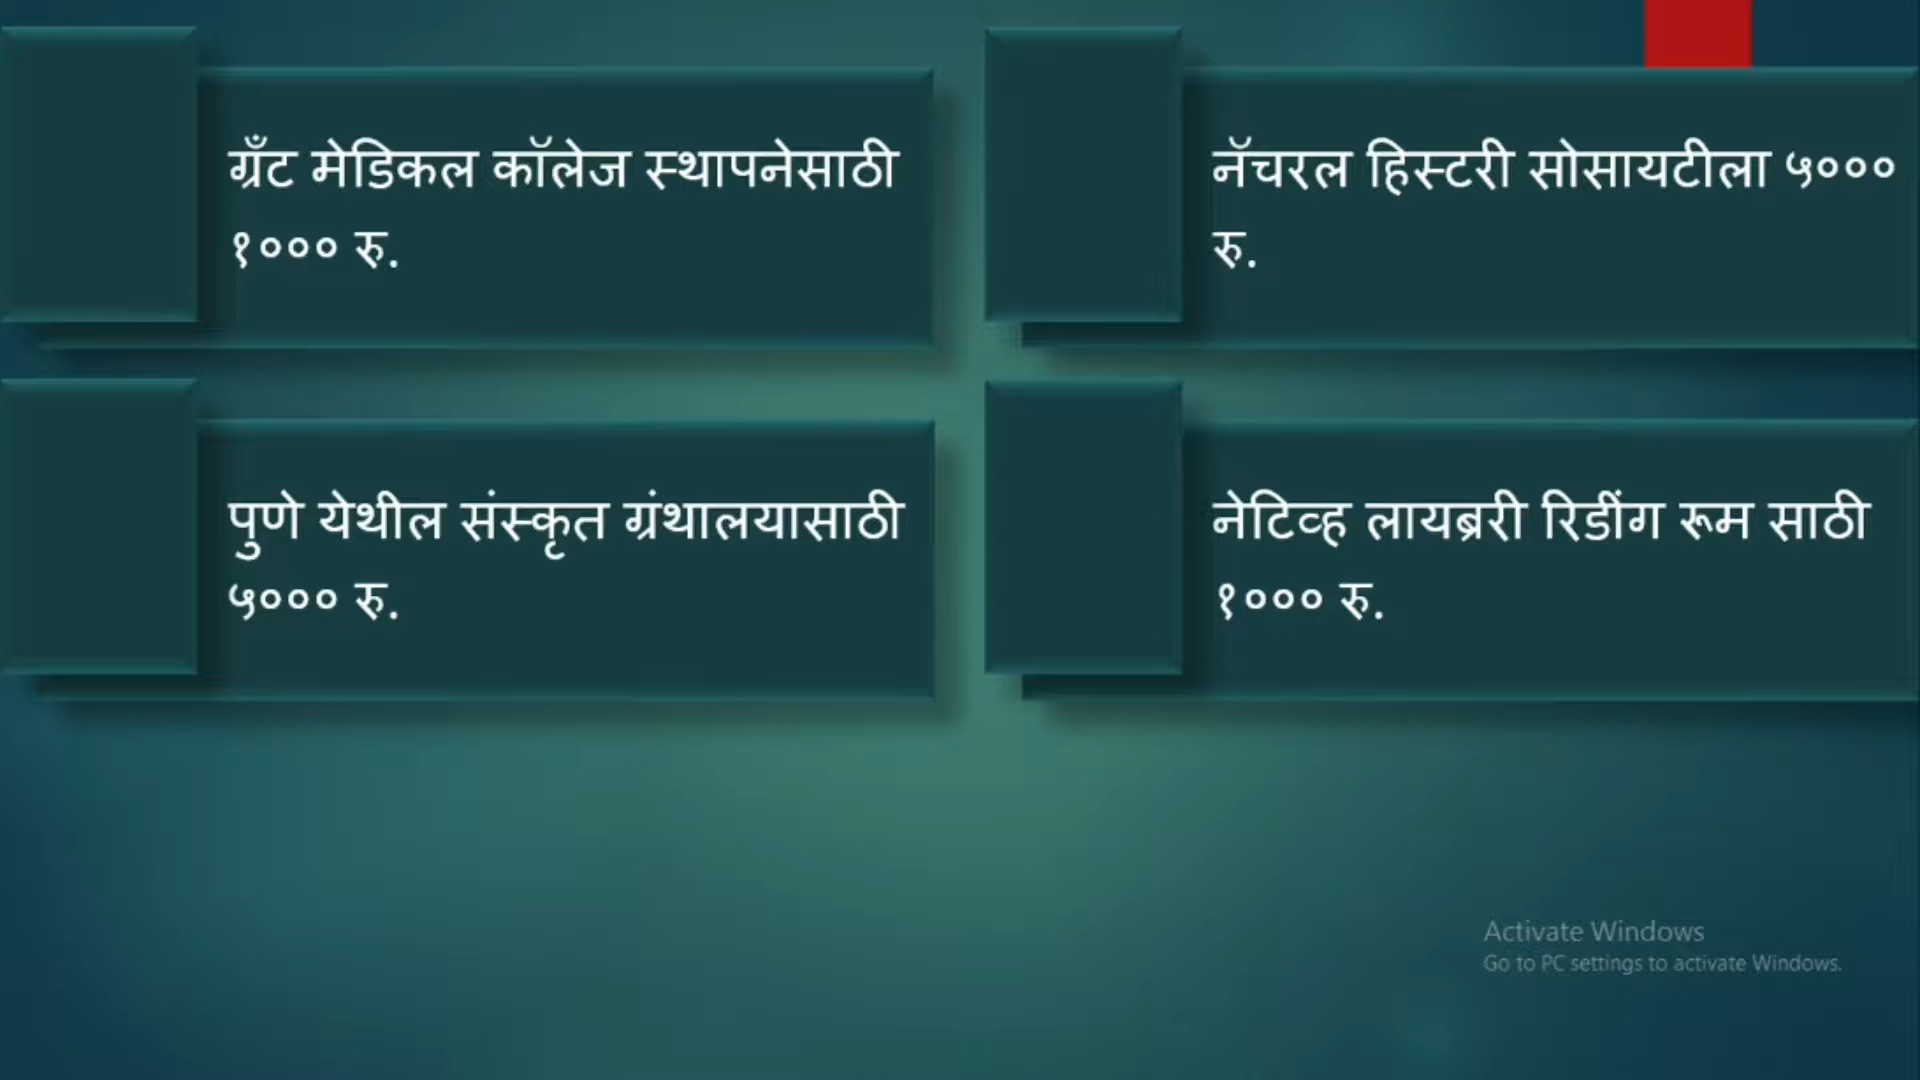 ग्रँट मेडिकल कॉलेज स्थापनेसाठी
१००० रु.
नॅचरल हिस्टरी सोसायटीला ५०००
रु.
पुणे येथील संस्कृत ग्रंथालयासाठी
५००० रु.
नेटिव्ह लायब्ररी रिडींग रूम साठी
१००० रु.
Activate Windows
Go to PC settings to activate Windows.